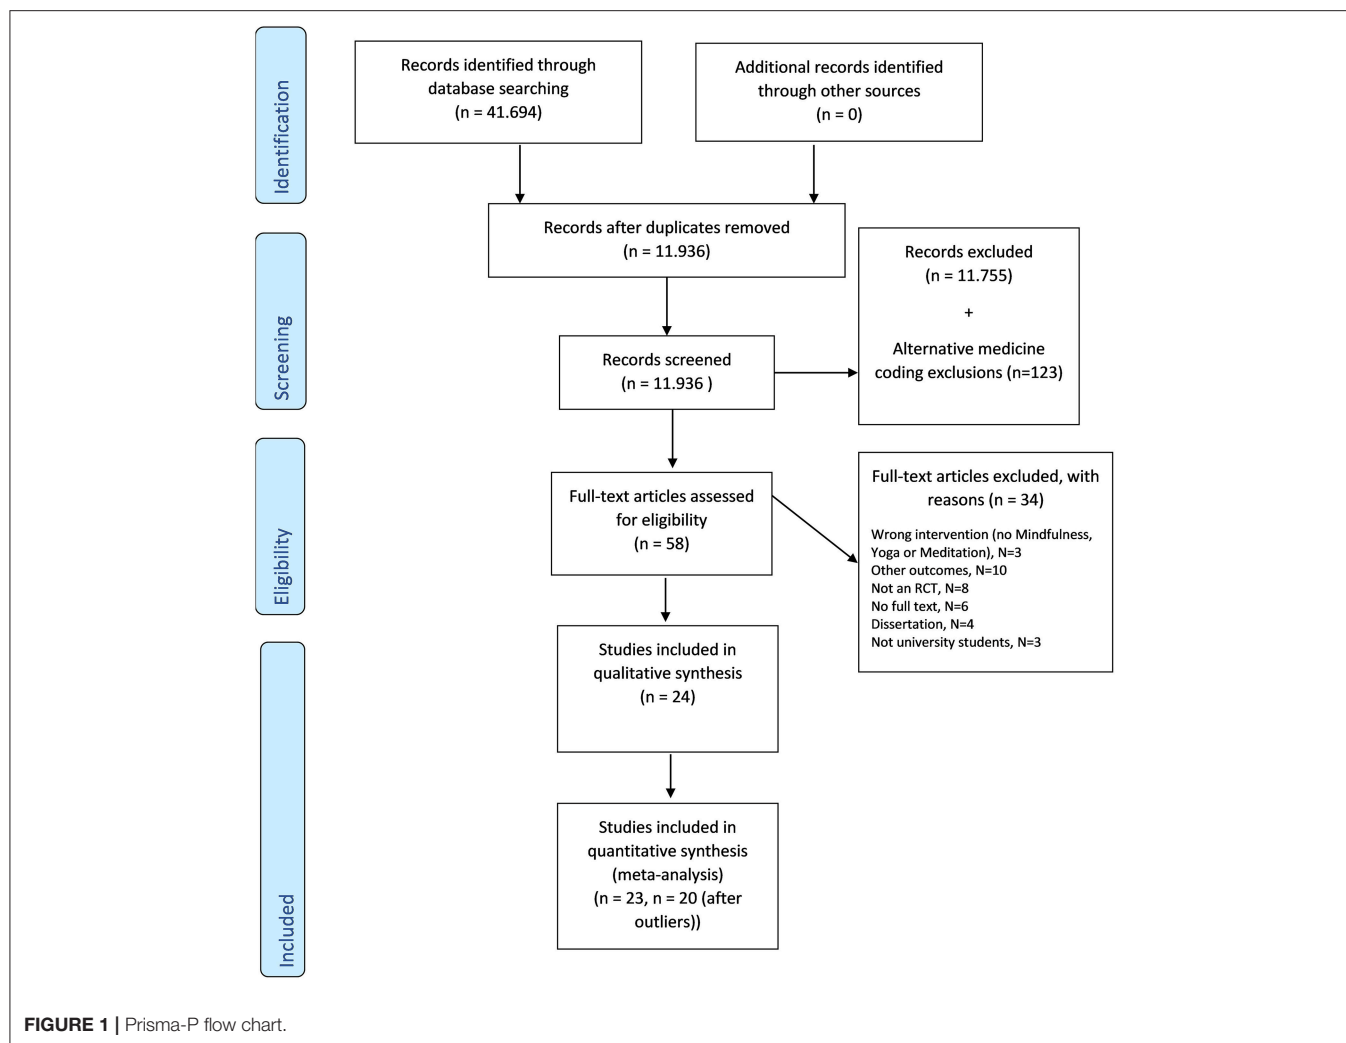 Identification
Records identified through
database searching
(n = 41.694)
Additional records identified
through other sources
(n = 0)
Records after duplicates removed
(n = 11.936)
Screening
Records screened
(n = 11.936 )
Records excluded
(n = 11.755)
+
Alternative medicine
coding exclusions (n=123)
Eligibility
Full-text articles assessed
for eligibility
(n = 58)
Full-text articles excluded, with
reasons (n = 34)
Wrong intervention (no Mindfulness,
Yoga or Meditation), N=3
Other outcomes, N=10
Not an RCT, N=8
No full text, N=6
Dissertation, N=4
Not university students, N=3
Included
Studies included in
qualitative synthesis
(n = 24)
Studies included in
quantitative synthesis
(meta-analysis)
(n = 23, n = 20 (after
outliers))
FIGURE 1 | Prisma-P flow chart.